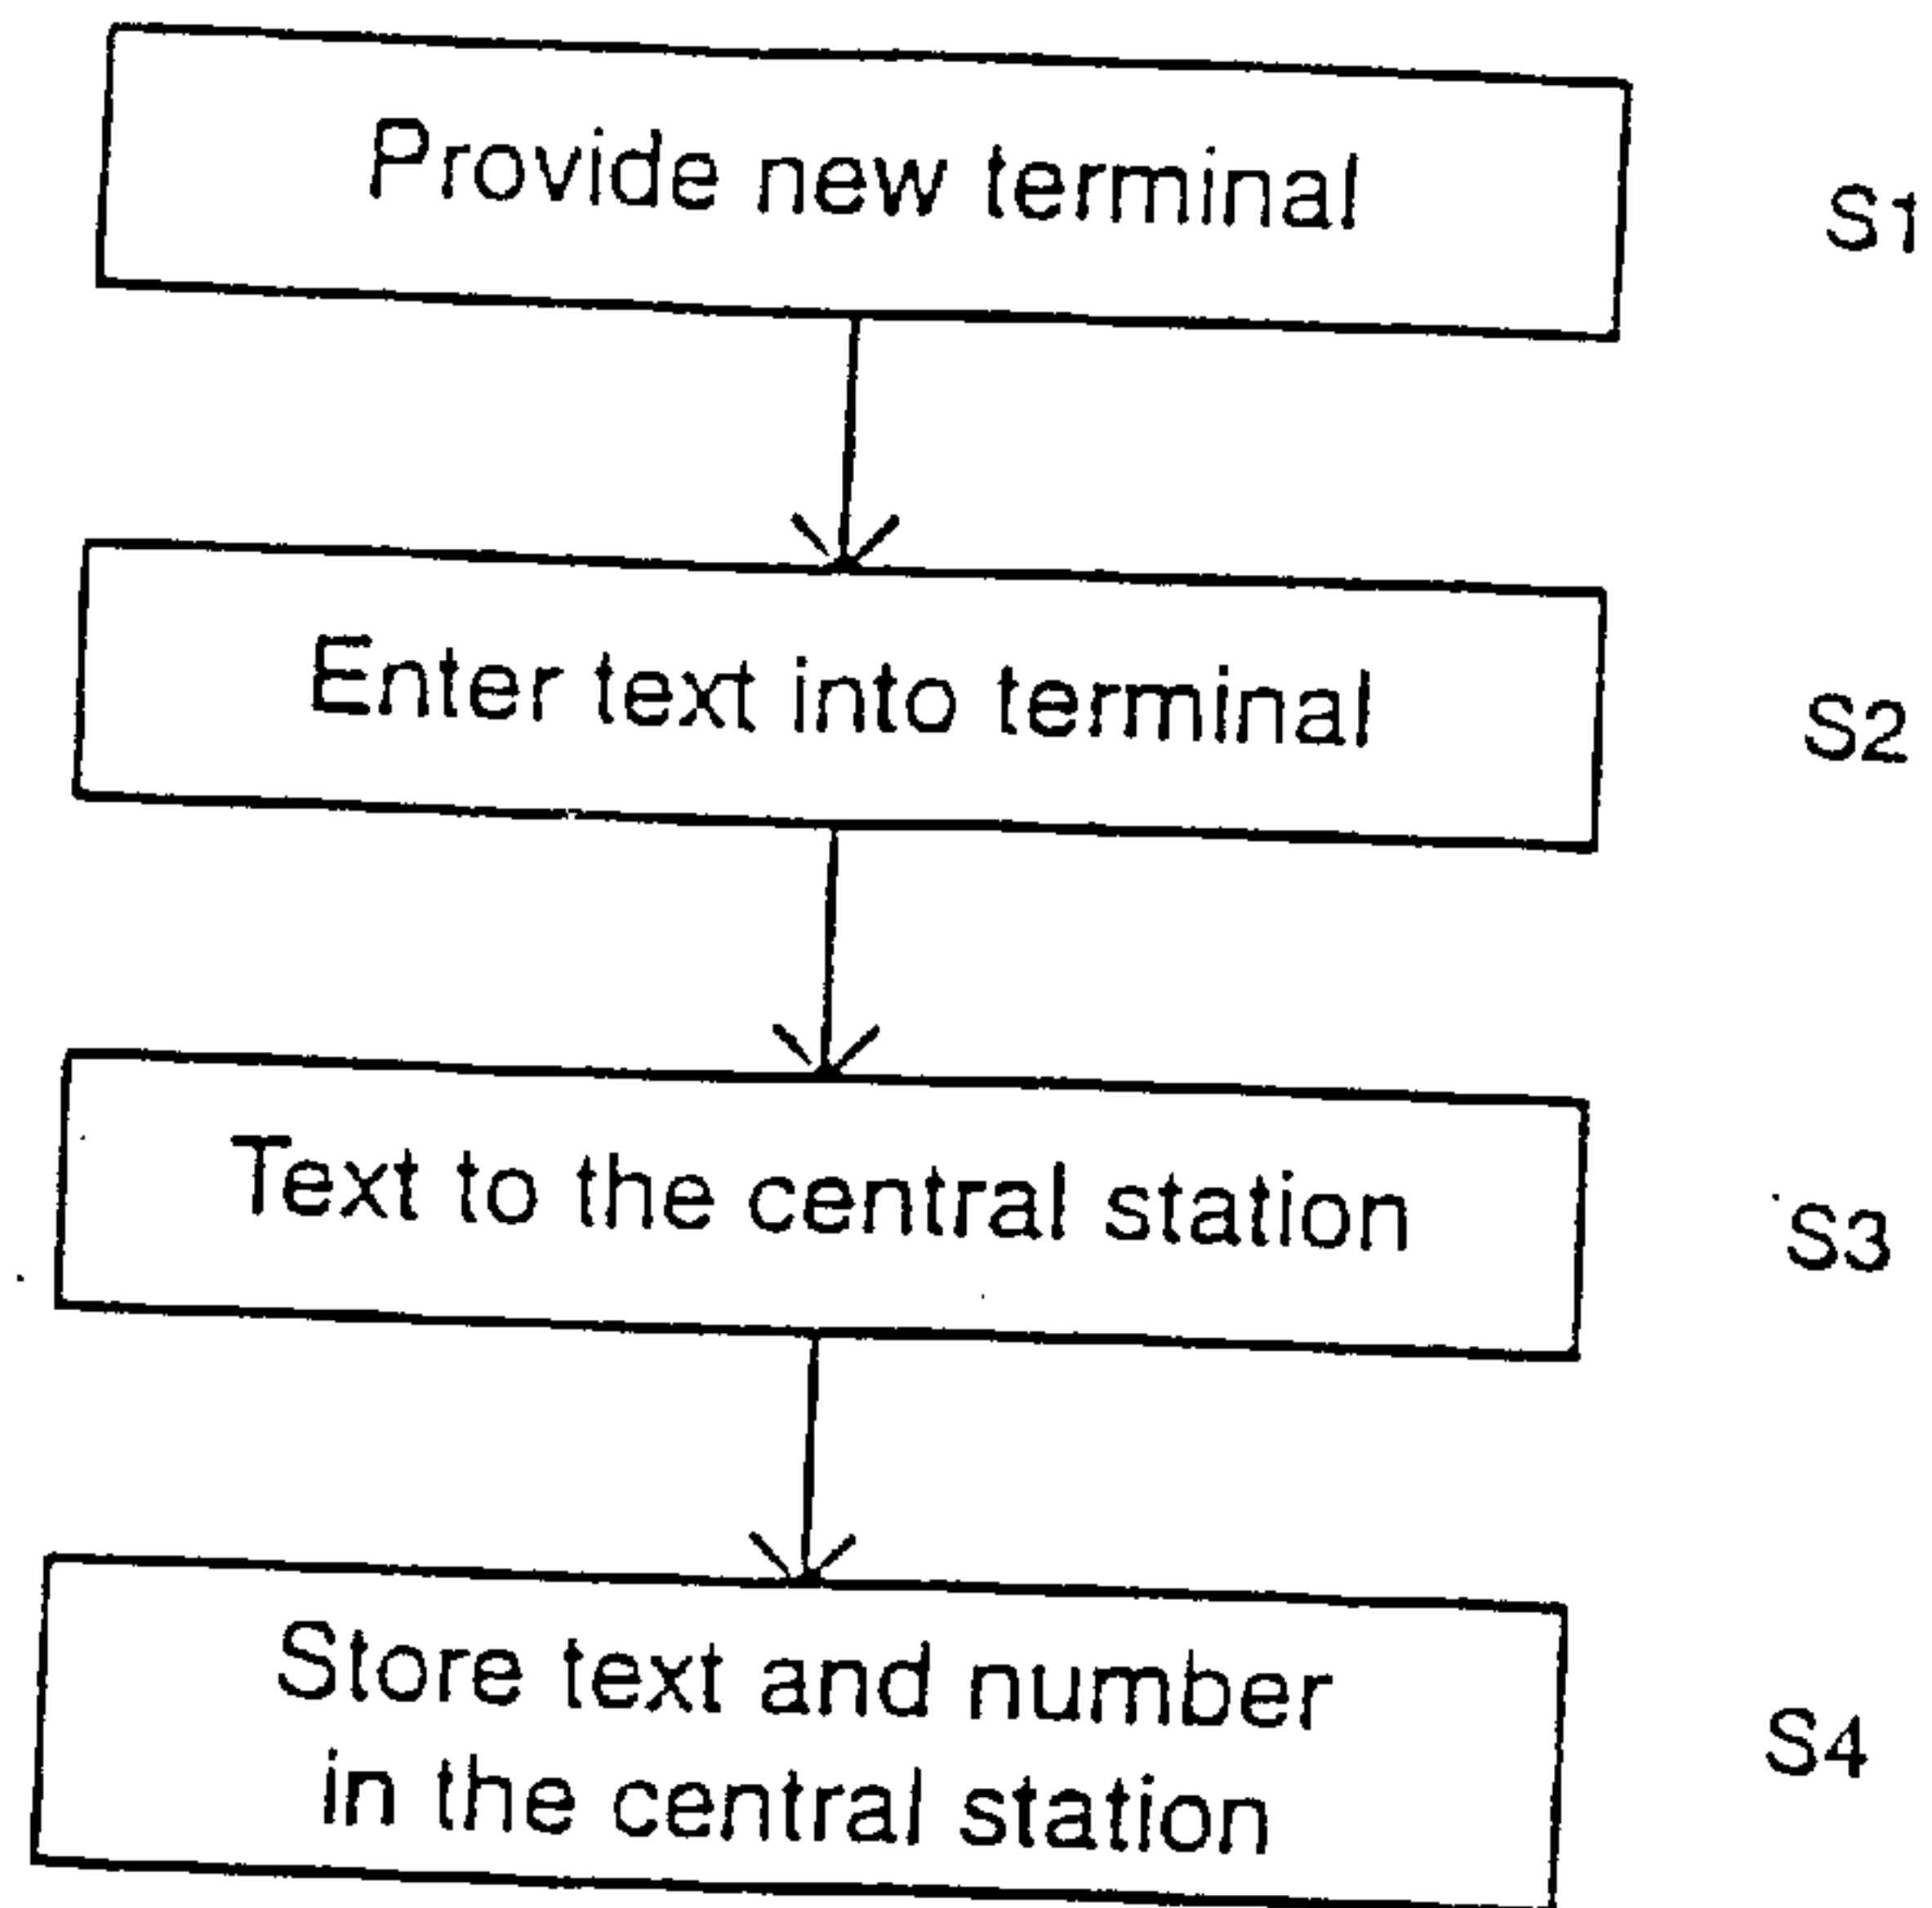 Provide new terminal
S1
Enter text into terminal
S2
Text to the central station
S3
Store text and number
in the central station
S4